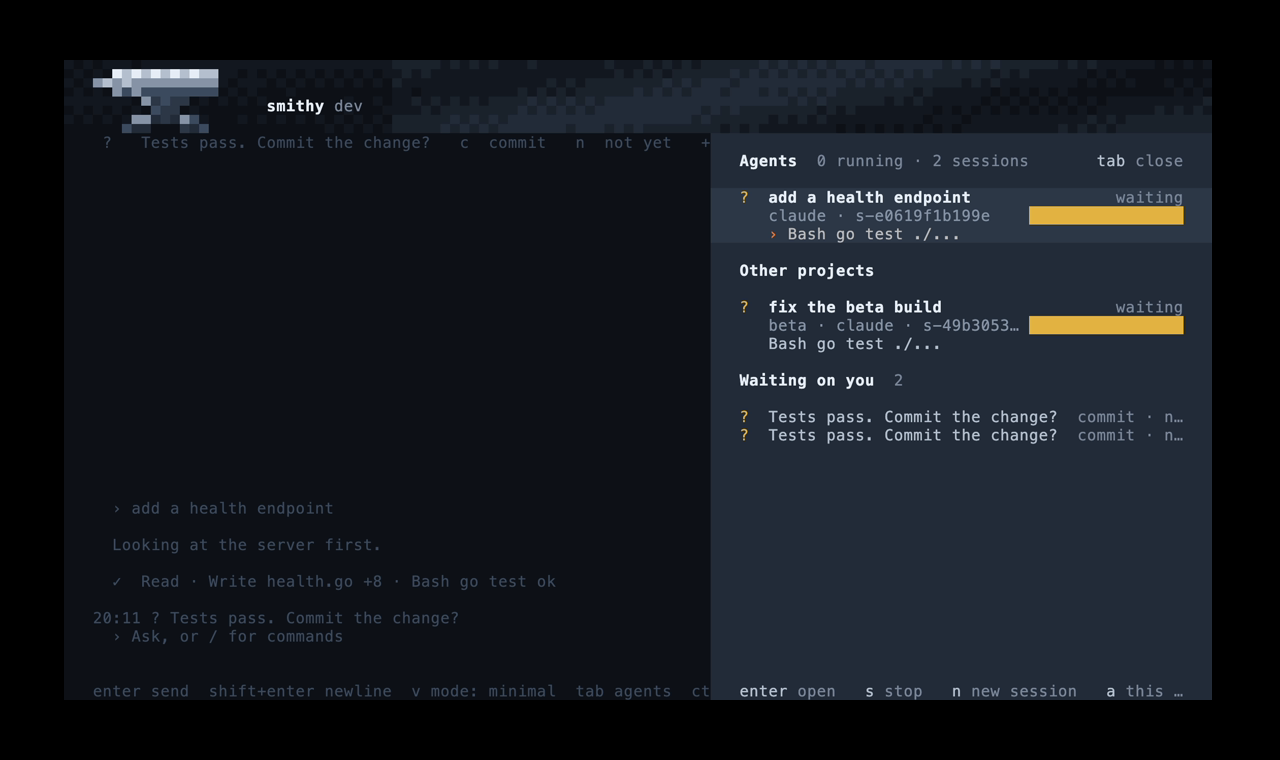 smithy dev
? Tests pass. Commit the change? c commit n not yet +
› add a health endpoint
Looking at the server first.
✓ Read · Write health.go +8 · Bash go test ok
20:11 ? Tests pass. Commit the change?
› Ask, or / for commands
enter send shift+enter newline v mode: minimal tab agents ct
Agents 0 running · 2 sessions tab close
? add a health endpoint waiting
claude · s-e0619f1b199e
› Bash go test ./...
Other projects
? fix the beta build waiting
beta · claude · s-49b3053…
Bash go test ./...
Waiting on you 2
? Tests pass. Commit the change? commit · n…
? Tests pass. Commit the change? commit · n…
enter open s stop n new session a this …